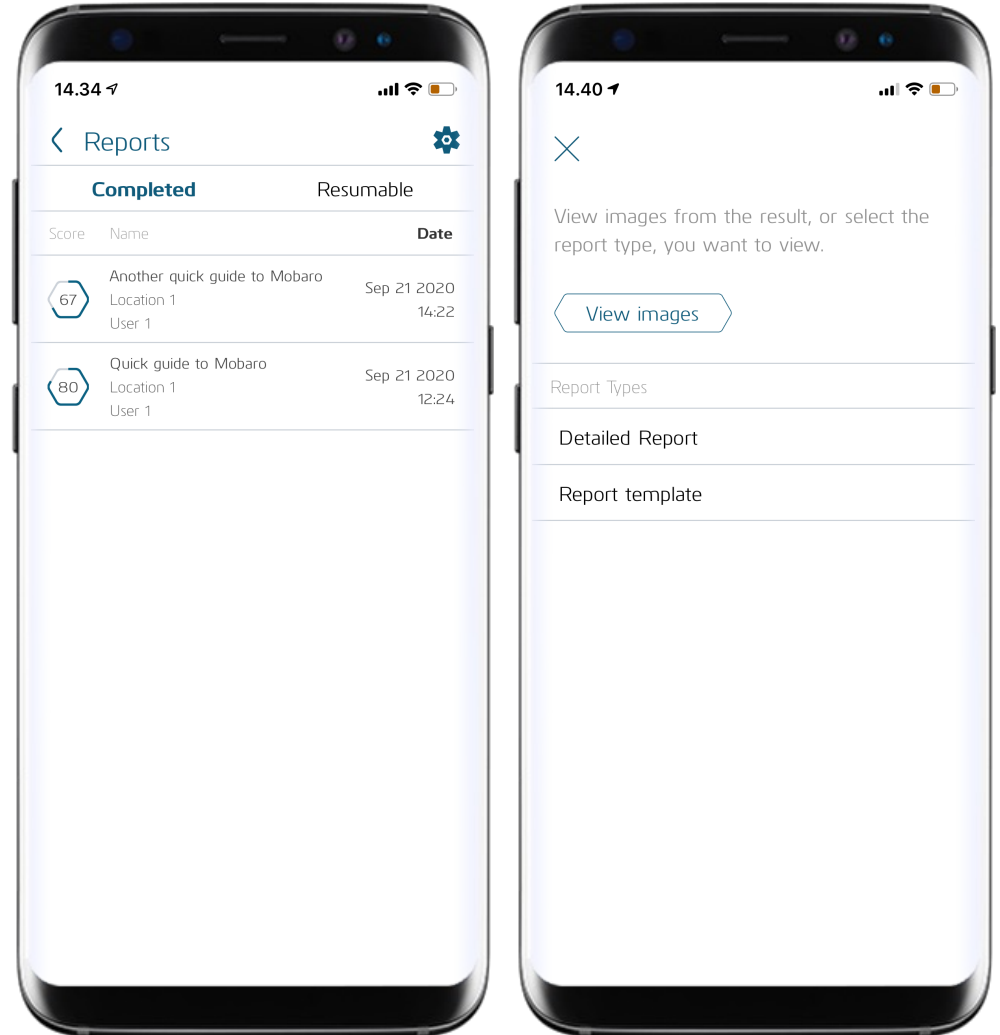 14.34
Reports
Completed Resumable
Score Name Date
67
Another quick guide to Mobaro
Location 1
User 1
Sep 21 2020
14:22
80
Quick guide to Mobaro
Location 1
User 1
Sep 21 2020
12:24
14.40
View images from the result, or select the
report type, you want to view.
View images
Report Types
Detailed Report
Report template